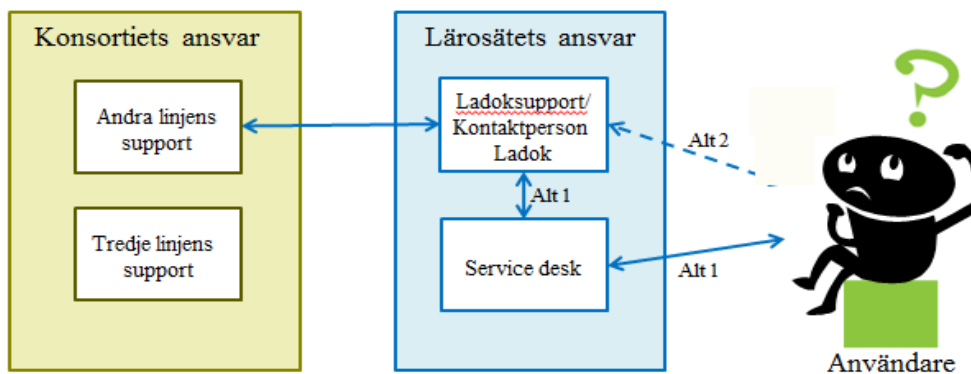 Konsortiets ansvar
Andra linjens
support
Tredje linjens
support
Lärosätets ansvar
Ladoksupport/
Kontaktperson
Ladok
Alt 1
Service desk
Alt 2
Alt 1
?
Användare